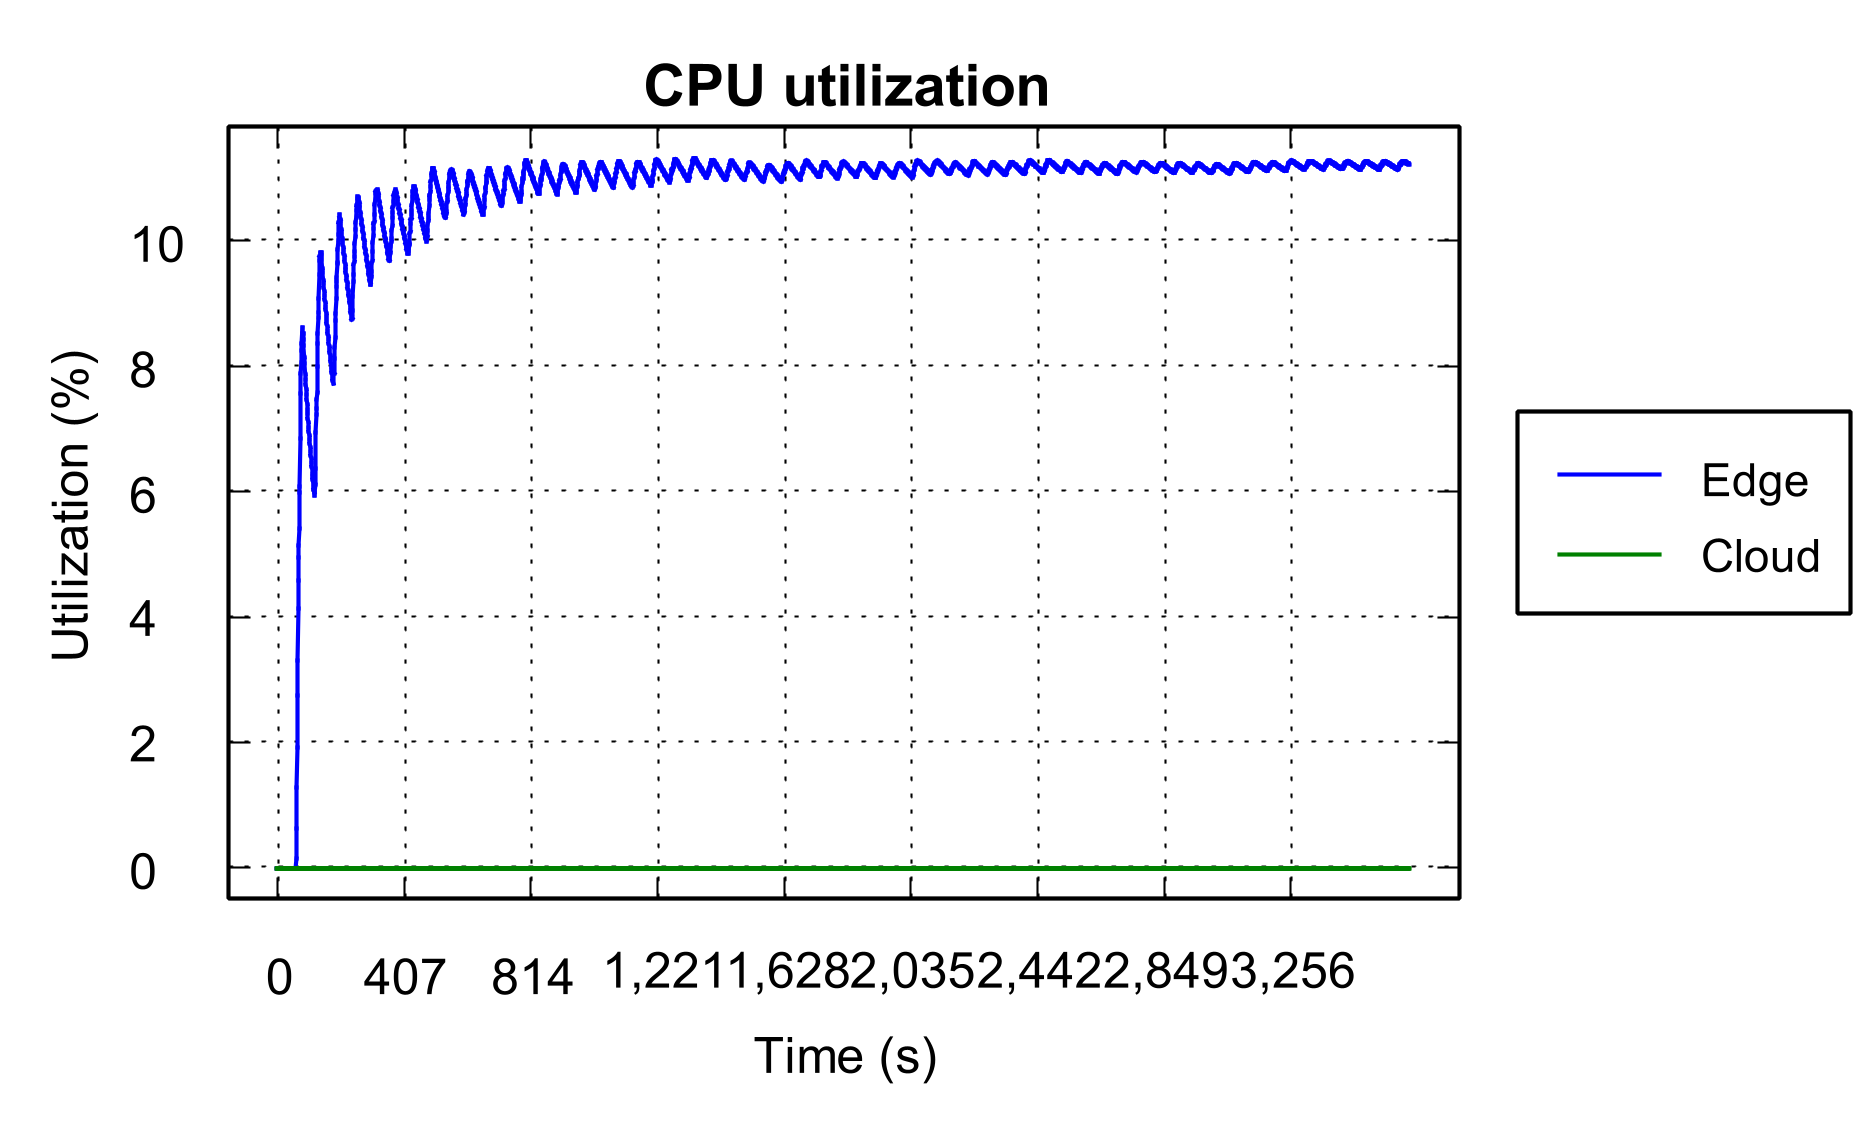 CPU utilization
10
8
6
4
2
0
Utilization (%)
0 407 814 1,2211,6282,0352,4422,8493,256
Time (s)
Edge
Cloud